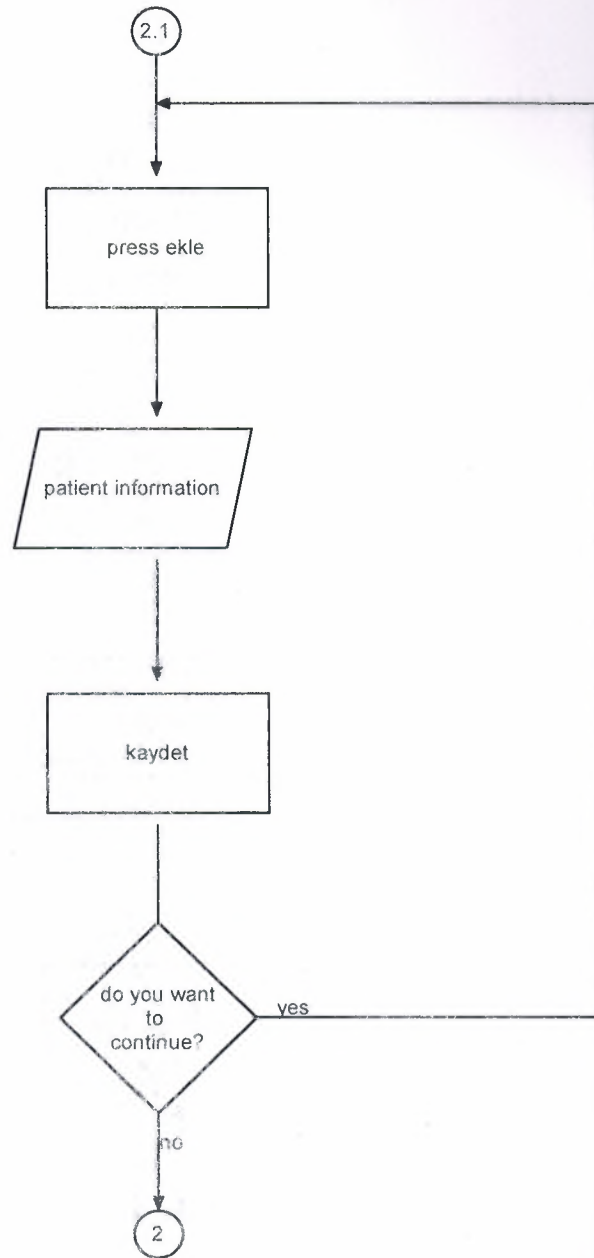 2.1
press ekle
patient information
kaydet
do you want
to
continue?
yes
no
2